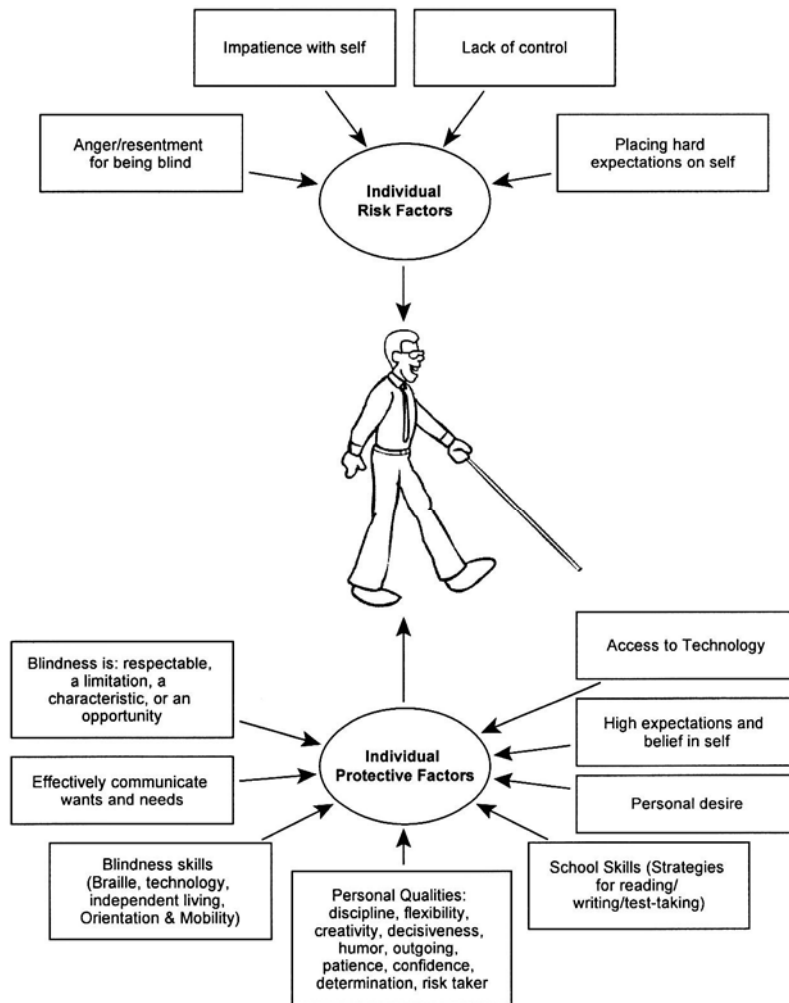 Impatience with self
Lack of control
Anger/resentment
for being blind
Placing hard
expectations on self
Individual
Risk Factors
Blindness is: respectable,
a limitation, a
characteristic, or an
opportunity
Access to Technology
Individual
Protective Factors
High expectations and
belief in self
Effectively communicate
wants and needs
Personal desire
Blindness skills
(Braille, technology,
independent living,
Orientation & Mobility)
Personal Qualities:
discipline, flexibility,
creativity, decisiveness,
humor, outgoing,
patience, confidence,
determination, risk taker
School Skills (Strategies
for reading/
writing/test-taking)